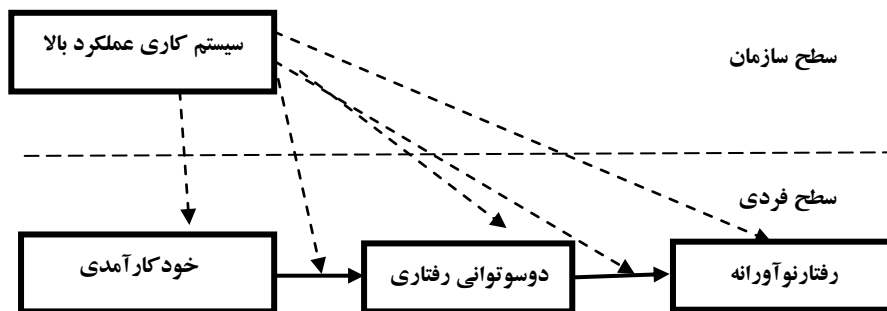 سیستم کاری عملکرد بالا
سطح سازمان
سطح فردی
خودکارآمدی
دوسوتوانی رفتاری
رفتارنوآورانه